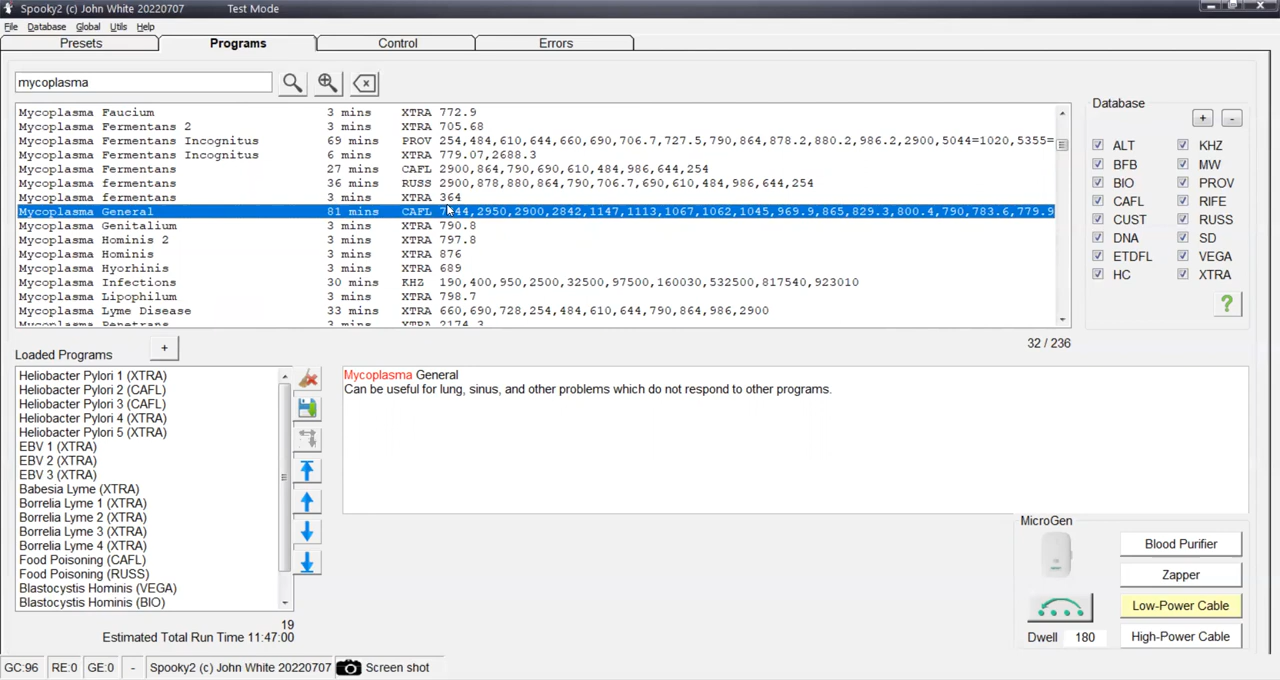 Spooky2 (c) John White 20220707 Test Mode
File Database Global Utils Help
Presets Programs Control Errors
mycoplasma
Mycoplasma Faucium 3 mins XTRA 772.9
Mycoplasma Fermentans 2 3 mins XTRA 705.68
Mycoplasma Fermentans Incognitus 69 mins PROV 254,484,610,644,660,690,706.7,727.5,790,864,878.2,880.2,986.2,2900,5044=1020,5355=
Mycoplasma Fermentans Incognitus 6 mins XTRA 779.07,2688.3
Mycoplasma Fermentans 27 mins CAFL 2900,864,790,690,610,484,986,644,254
Mycoplasma fermentans 36 mins RUSS 2900,878,880,864,790,706.7,690,610,484,986,644,254
Mycoplasma fermentans 3 mins XTRA 364
Mycoplasma General 81 mins CAFL 2950,2900,2842,1147,1113,1067,1062,1045,969.9,865,829.3,800.4,790,783.6,779.9
Mycoplasma Genitalium 3 mins XTRA 790.8
Mycoplasma Hominis 2 3 mins XTRA 797.8
Mycoplasma Hominis 3 mins XTRA 876
Mycoplasma Hyorhinis 3 mins XTRA 689
Mycoplasma Infections 30 mins KHZ 190,400,950,2500,32500,97500,160030,532500,817540,923010
Mycoplasma Lipophilum 3 mins XTRA 798.7
Mycoplasma Lyme Disease 33 mins XTRA 660,690,728,254,484,610,644,790,864,986,2900
Mycoplasma Penetrans 3 mins XTRA 2174.3
Database
+ -
ALT KHZ
BFB MW
BIO PROV
CAFL RIFE
CUST RUSS
DNA SD
ETDFL VEGA
HC XTRA
?
32 / 236
Loaded Programs +
Heliobacter Pylori 1 (XTRA)
Heliobacter Pylori 2 (CAFL)
Heliobacter Pylori 3 (CAFL)
Heliobacter Pylori 4 (XTRA)
Heliobacter Pylori 5 (XTRA)
EBV 1 (XTRA)
EBV 2 (XTRA)
EBV 3 (XTRA)
Babesia Lyme (XTRA)
Borrelia Lyme 1 (XTRA)
Borrelia Lyme 2 (XTRA)
Borrelia Lyme 3 (XTRA)
Borrelia Lyme 4 (XTRA)
Food Poisoning (CAFL)
Food Poisoning (RUSS)
Blastocystis Hominis (VEGA)
Blastocystis Hominis (BIO)
19
Estimated Total Run Time 11:47:00
Mycoplasma General
Can be useful for lung, sinus, and other problems which do not respond to other programs.
MicroGen
Blood Purifier
Zapper
Low-Power Cable
High-Power Cable
Dwell 180
GC:96 RE:0 GE:0 - Spooky2 (c) John White 20220707 Screen shot